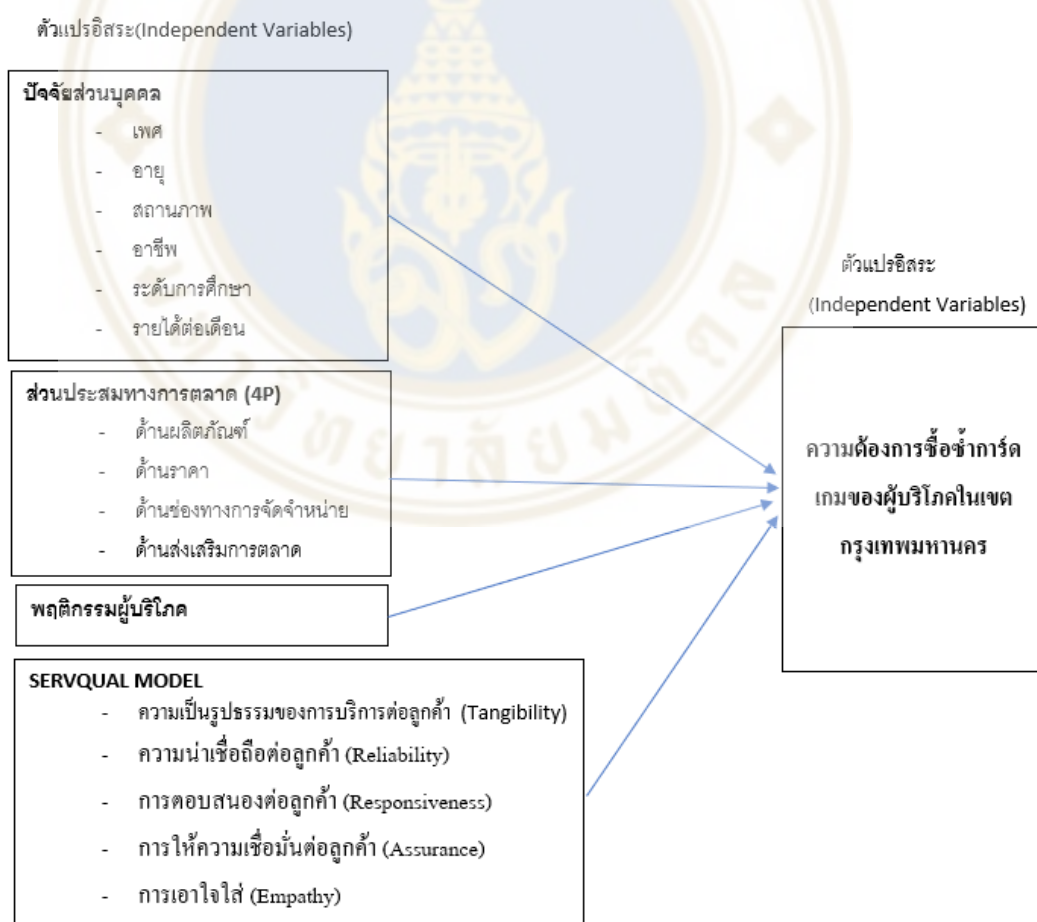 ตัวแปรอิสระ(Independent Variables)
ปัจจัยส่วนบุคคล
- เพศ
- อายุ
- สถานภาพ
- อาชีพ
- ระดับการศึกษา
- รายได้ต่อเดือน
ส่วนประสมทางการตลาด (4P)
- ด้านผลิตภัณฑ์
- ด้านราคา
- ด้านช่องทางการจัดจำหน่าย
- ด้านส่งเสริมการตลาด
พฤติกรรมผู้บริโภค
SERVQUAL MODEL
- ความเป็นรูปธรรมของการบริการต่อลูกค้า (Tangibility)
- ความน่าเชื่อถือต่อลูกค้า (Reliability)
- การตอบสนองต่อลูกค้า (Responsiveness)
- การให้ความเชื่อมั่นต่อลูกค้า (Assurance)
- การเอาใจใส่ (Empathy)
ตัวแปรอิสระ
(Independent Variables)
ความต้องการซื้อซ้ำการ์ด
เกมของผู้บริโภคในเขต
กรุงเทพมหานคร
มหาวิทยาลัยมหิดล